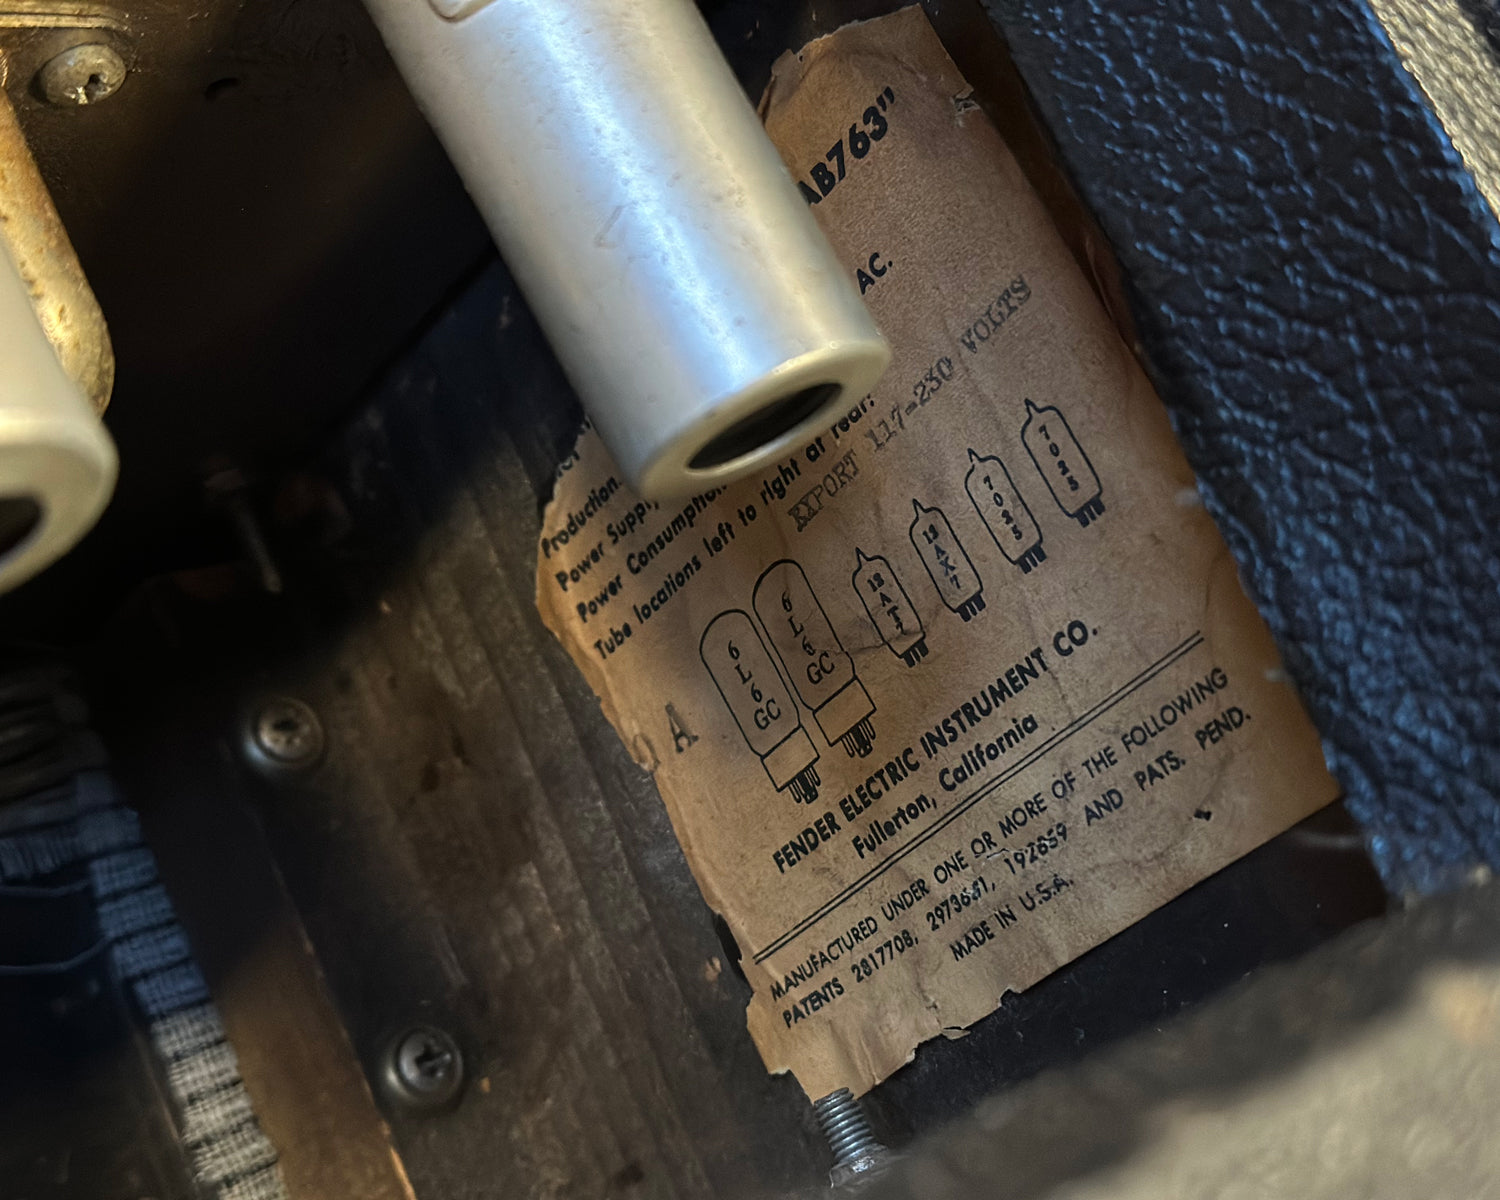 AB763"
AC.
Production.
Power Supply
Power Consumption
Tube locations left to right at rear:
EXPORT 117-230 VOLTS
6L6GC
6L6GC
12AT7
12AX7
7025
7025
A
FENDER ELECTRIC INSTRUMENT CO.
Fullerton, California
MANUFACTURED UNDER ONE OR MORE OF THE FOLLOWING
PATENTS 2817708, 2973681, 192859 AND PATS. PEND.
MADE IN U.S.A.